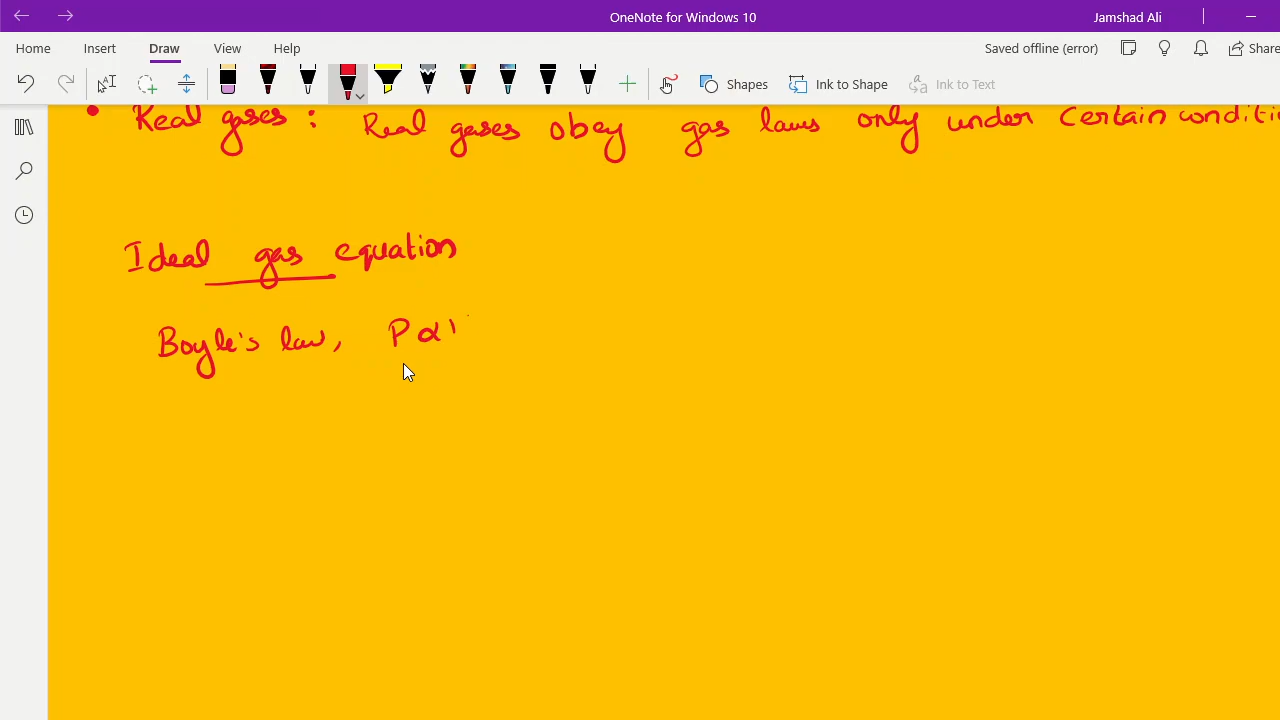 OneNote for Windows 10
Jamshad Ali
Home Insert Draw View Help
Saved offline (error)
Share
Shapes
Ink to Shape
Ink to Text
• Real gases : Real gases obey gas laws only under certain conditi
Ideal gas equation
Boyle's law, P α 1